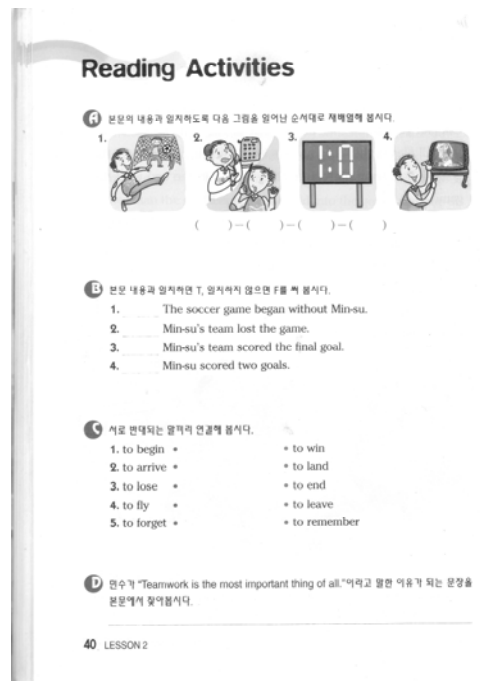 Reading Activities
A 본문의 내용과 일치하도록 다음 그림을 일어난 순서대로 재배열해 봅시다.
1. 2. 3. 4.
1:0
( )-( )-( )-( )
B 본문 내용과 일치하면 T, 일치하지 않으면 F를 써 봅시다.
1. The soccer game began without Min-su.
2. Min-su's team lost the game.
3. Min-su's team scored the final goal.
4. Min-su scored two goals.
C 서로 반대되는 말끼리 연결해 봅시다.
1. to begin • • to win
2. to arrive • • to land
3. to lose • • to end
4. to fly • • to leave
5. to forget • • to remember
D 민수가 "Teamwork is the most important thing of all."이라고 말한 이유가 되는 문장을
본문에서 찾아봅시다.
40 LESSON 2